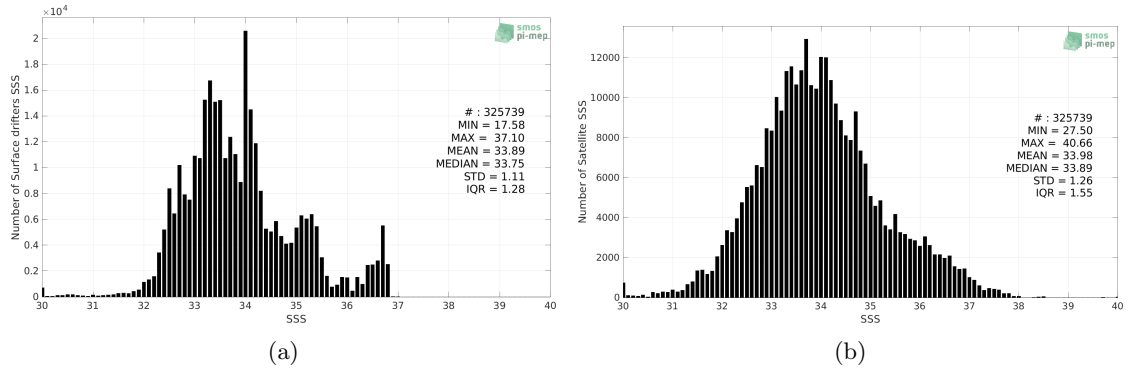 ×10⁴
2
1.8
1.6
1.4
1.2
1
0.8
0.6
0.4
0.2
0
Number of Surface drifters SSS
30 31 32 33 34 35 36 37 38 39 40
SSS
smos
pi-mep
# : 325739
MIN = 17.58
MAX = 37.10
MEAN = 33.89
MEDIAN = 33.75
STD = 1.11
IQR = 1.28
(a)
12000
10000
8000
6000
4000
2000
0
Number of Satellite SSS
30 31 32 33 34 35 36 37 38 39 40
SSS
smos
pi-mep
# : 325739
MIN = 27.50
MAX = 40.66
MEAN = 33.98
MEDIAN = 33.89
STD = 1.26
IQR = 1.55
(b)